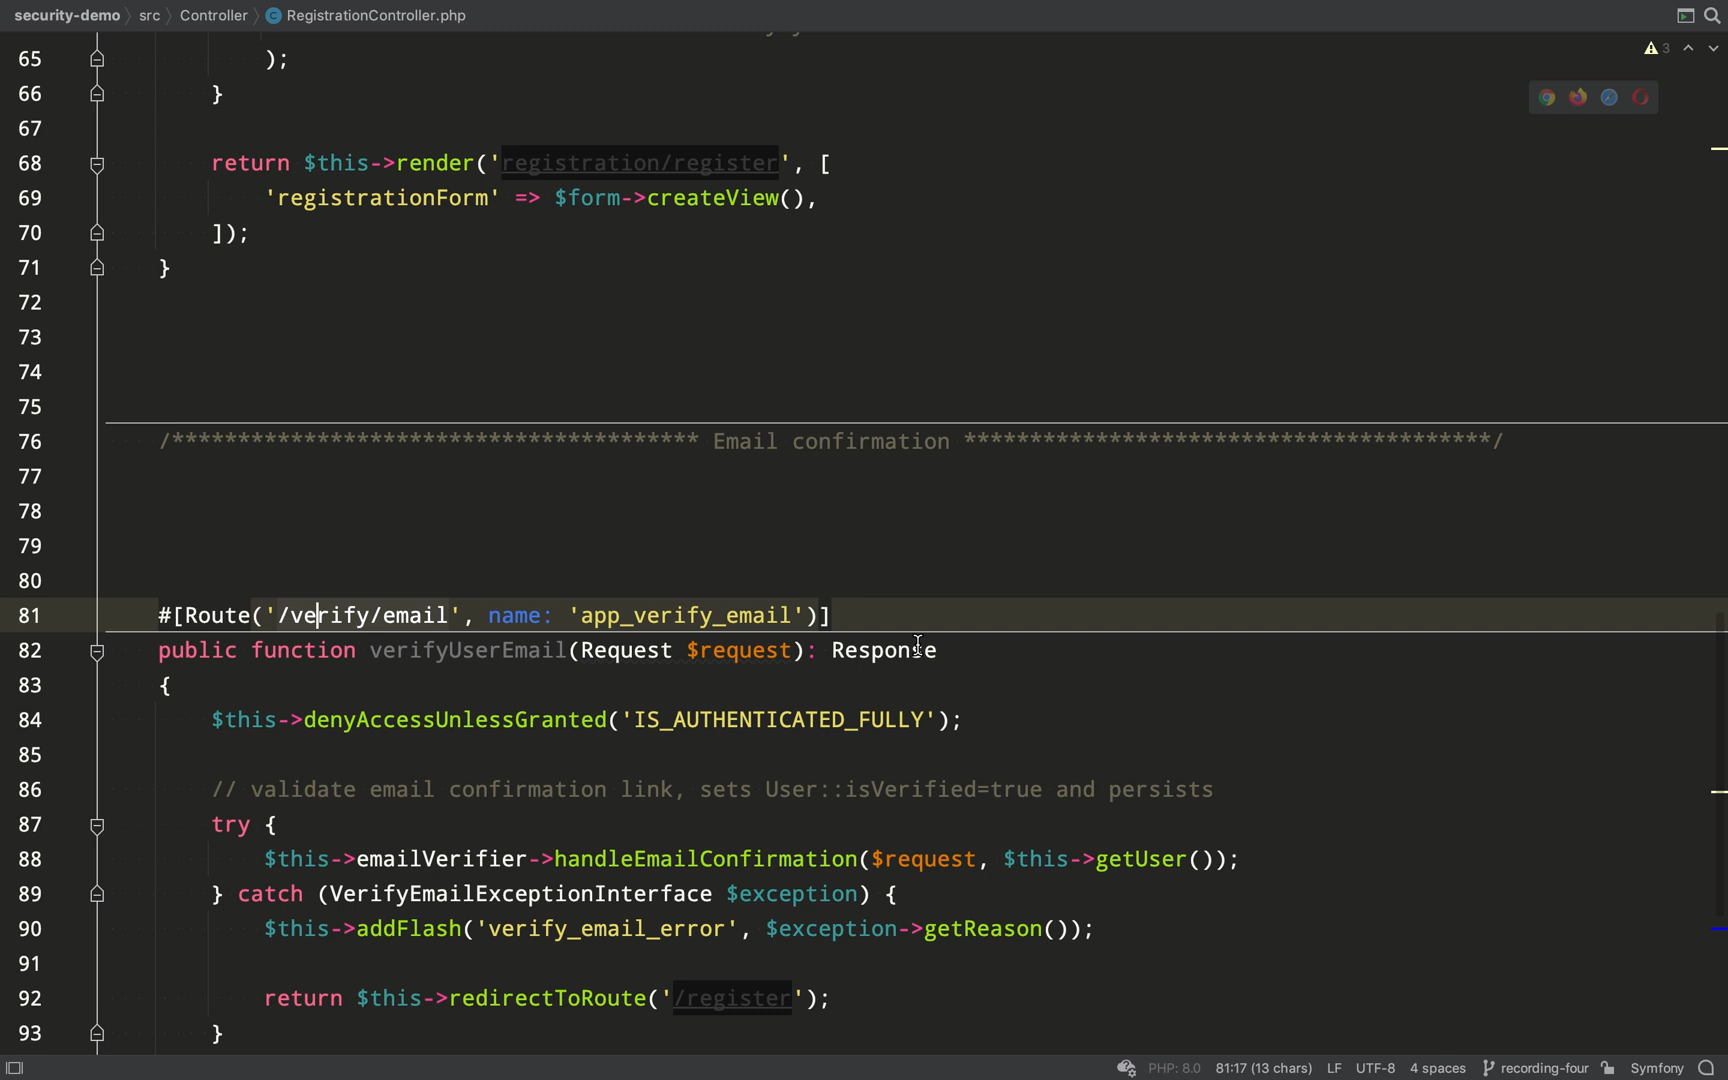 security-demo src Controller RegistrationController.php
3
65 );
66 }
67
68 return $this->render('registration/register', [
69 'registrationForm' => $form->createView(),
70 ]);
71 }
72
73
74
75
76 /**************************************** Email confirmation ****************************************/
77
78
79
80
81 #[Route('/verify/email', name: 'app_verify_email')]
82 public function verifyUserEmail(Request $request): Response
83 {
84 $this->denyAccessUnlessGranted('IS_AUTHENTICATED_FULLY');
85
86 // validate email confirmation link, sets User::isVerified=true and persists
87 try {
88 $this->emailVerifier->handleEmailConfirmation($request, $this->getUser());
89 } catch (VerifyEmailExceptionInterface $exception) {
90 $this->addFlash('verify_email_error', $exception->getReason());
91
92 return $this->redirectToRoute('/register');
93 }
PHP: 8.0 81:17 (13 chars) LF UTF-8 4 spaces recording-four Symfony